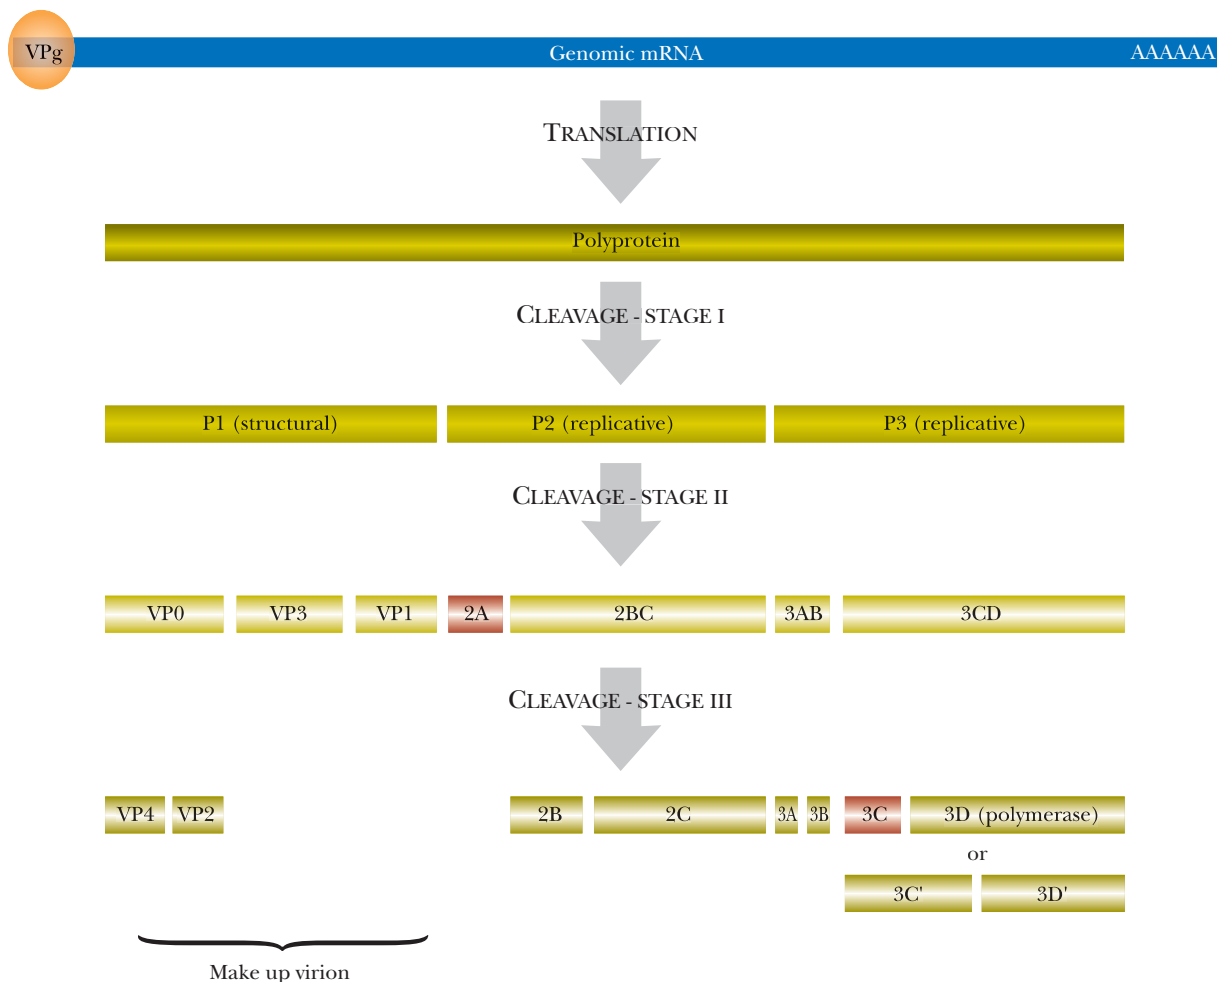 VPg Genomic mRNA AAAAAA
TRANSLATION
Polyprotein
CLEAVAGE - STAGE I
P1 (structural) P2 (replicative) P3 (replicative)
CLEAVAGE - STAGE II
VP0 VP3 VP1 2A 2BC 3AB 3CD
CLEAVAGE - STAGE III
VP4 VP2 2B 2C 3A 3B 3C 3D (polymerase)
or
3C' 3D'
Make up virion